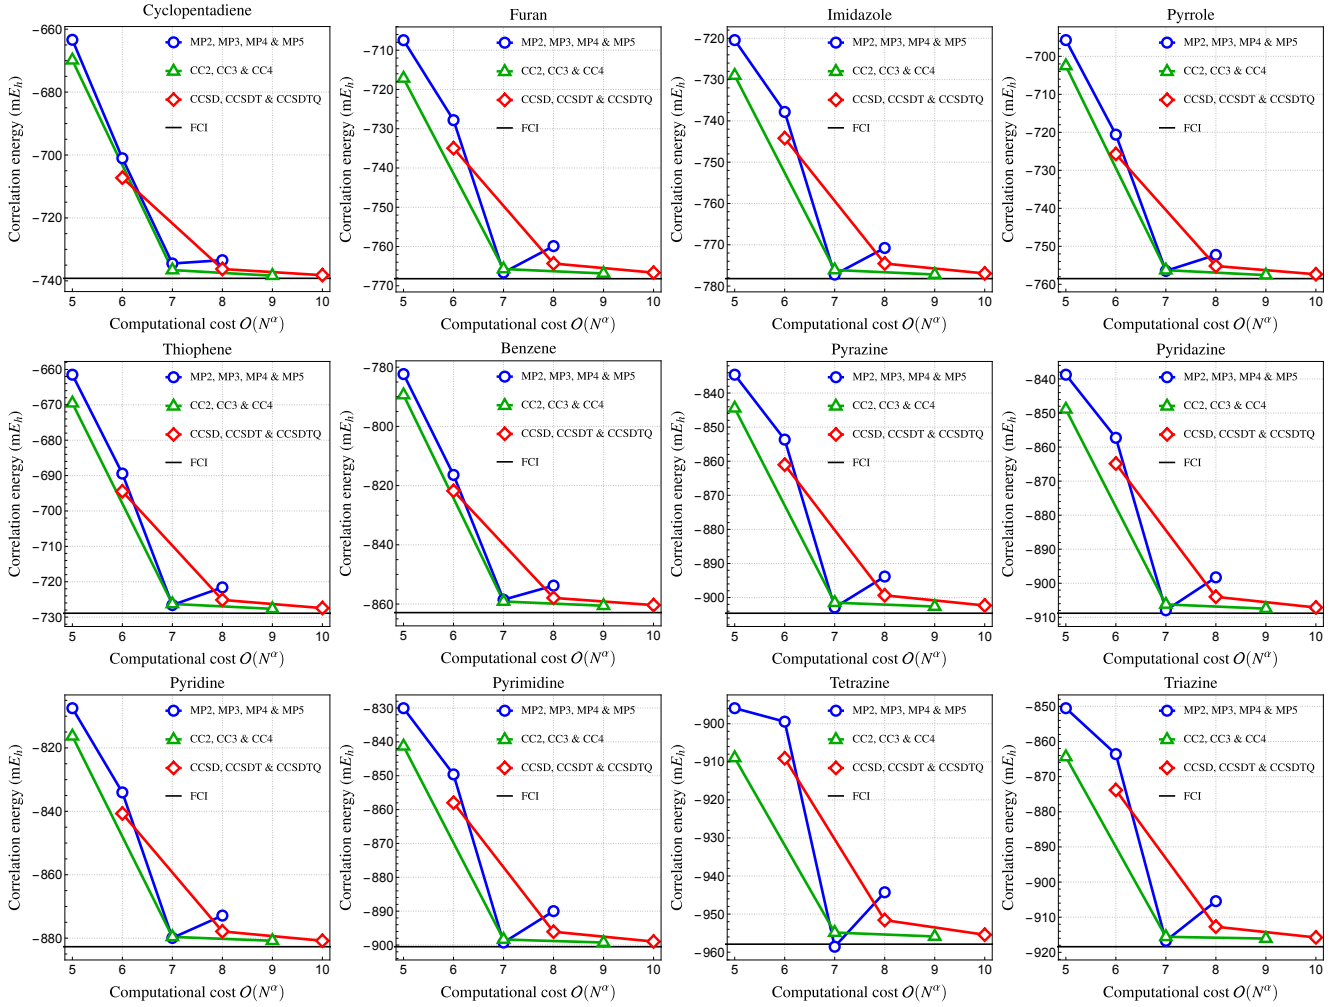 Cyclopentadiene
−660
−680
−700
−720
−740
Correlation energy (mE_h)
MP2, MP3, MP4 & MP5
CC2, CC3 & CC4
CCSD, CCSDT & CCSDTQ
FCI
5 6 7 8 9 10
Computational cost O(N^α)
Furan
−710
−720
−730
−740
−750
−760
−770
Correlation energy (mE_h)
MP2, MP3, MP4 & MP5
CC2, CC3 & CC4
CCSD, CCSDT & CCSDTQ
FCI
5 6 7 8 9 10
Computational cost O(N^α)
Imidazole
−720
−730
−740
−750
−760
−770
−780
Correlation energy (mE_h)
MP2, MP3, MP4 & MP5
CC2, CC3 & CC4
CCSD, CCSDT & CCSDTQ
FCI
5 6 7 8 9 10
Computational cost O(N^α)
Pyrrole
−700
−710
−720
−730
−740
−750
−760
Correlation energy (mE_h)
MP2, MP3, MP4 & MP5
CC2, CC3 & CC4
CCSD, CCSDT & CCSDTQ
FCI
5 6 7 8 9 10
Computational cost O(N^α)
Thiophene
−660
−670
−680
−690
−700
−710
−720
−730
Correlation energy (mE_h)
MP2, MP3, MP4 & MP5
CC2, CC3 & CC4
CCSD, CCSDT & CCSDTQ
FCI
5 6 7 8 9 10
Computational cost O(N^α)
Benzene
−780
−800
−820
−840
−860
Correlation energy (mE_h)
MP2, MP3, MP4 & MP5
CC2, CC3 & CC4
CCSD, CCSDT & CCSDTQ
FCI
5 6 7 8 9 10
Computational cost O(N^α)
Pyrazine
−840
−850
−860
−870
−880
−890
−900
Correlation energy (mE_h)
MP2, MP3, MP4 & MP5
CC2, CC3 & CC4
CCSD, CCSDT & CCSDTQ
FCI
5 6 7 8 9 10
Computational cost O(N^α)
Pyridazine
−840
−850
−860
−870
−880
−890
−900
−910
Correlation energy (mE_h)
MP2, MP3, MP4 & MP5
CC2, CC3 & CC4
CCSD, CCSDT & CCSDTQ
FCI
5 6 7 8 9 10
Computational cost O(N^α)
Pyridine
−820
−840
−860
−880
Correlation energy (mE_h)
MP2, MP3, MP4 & MP5
CC2, CC3 & CC4
CCSD, CCSDT & CCSDTQ
FCI
5 6 7 8 9 10
Computational cost O(N^α)
Pyrimidine
−830
−840
−850
−860
−870
−880
−890
−900
Correlation energy (mE_h)
MP2, MP3, MP4 & MP5
CC2, CC3 & CC4
CCSD, CCSDT & CCSDTQ
FCI
5 6 7 8 9 10
Computational cost O(N^α)
Tetrazine
−900
−910
−920
−930
−940
−950
−960
Correlation energy (mE_h)
MP2, MP3, MP4 & MP5
CC2, CC3 & CC4
CCSD, CCSDT & CCSDTQ
FCI
5 6 7 8 9 10
Computational cost O(N^α)
Triazine
−850
−860
−870
−880
−890
−900
−910
−920
Correlation energy (mE_h)
MP2, MP3, MP4 & MP5
CC2, CC3 & CC4
CCSD, CCSDT & CCSDTQ
FCI
5 6 7 8 9 10
Computational cost O(N^α)